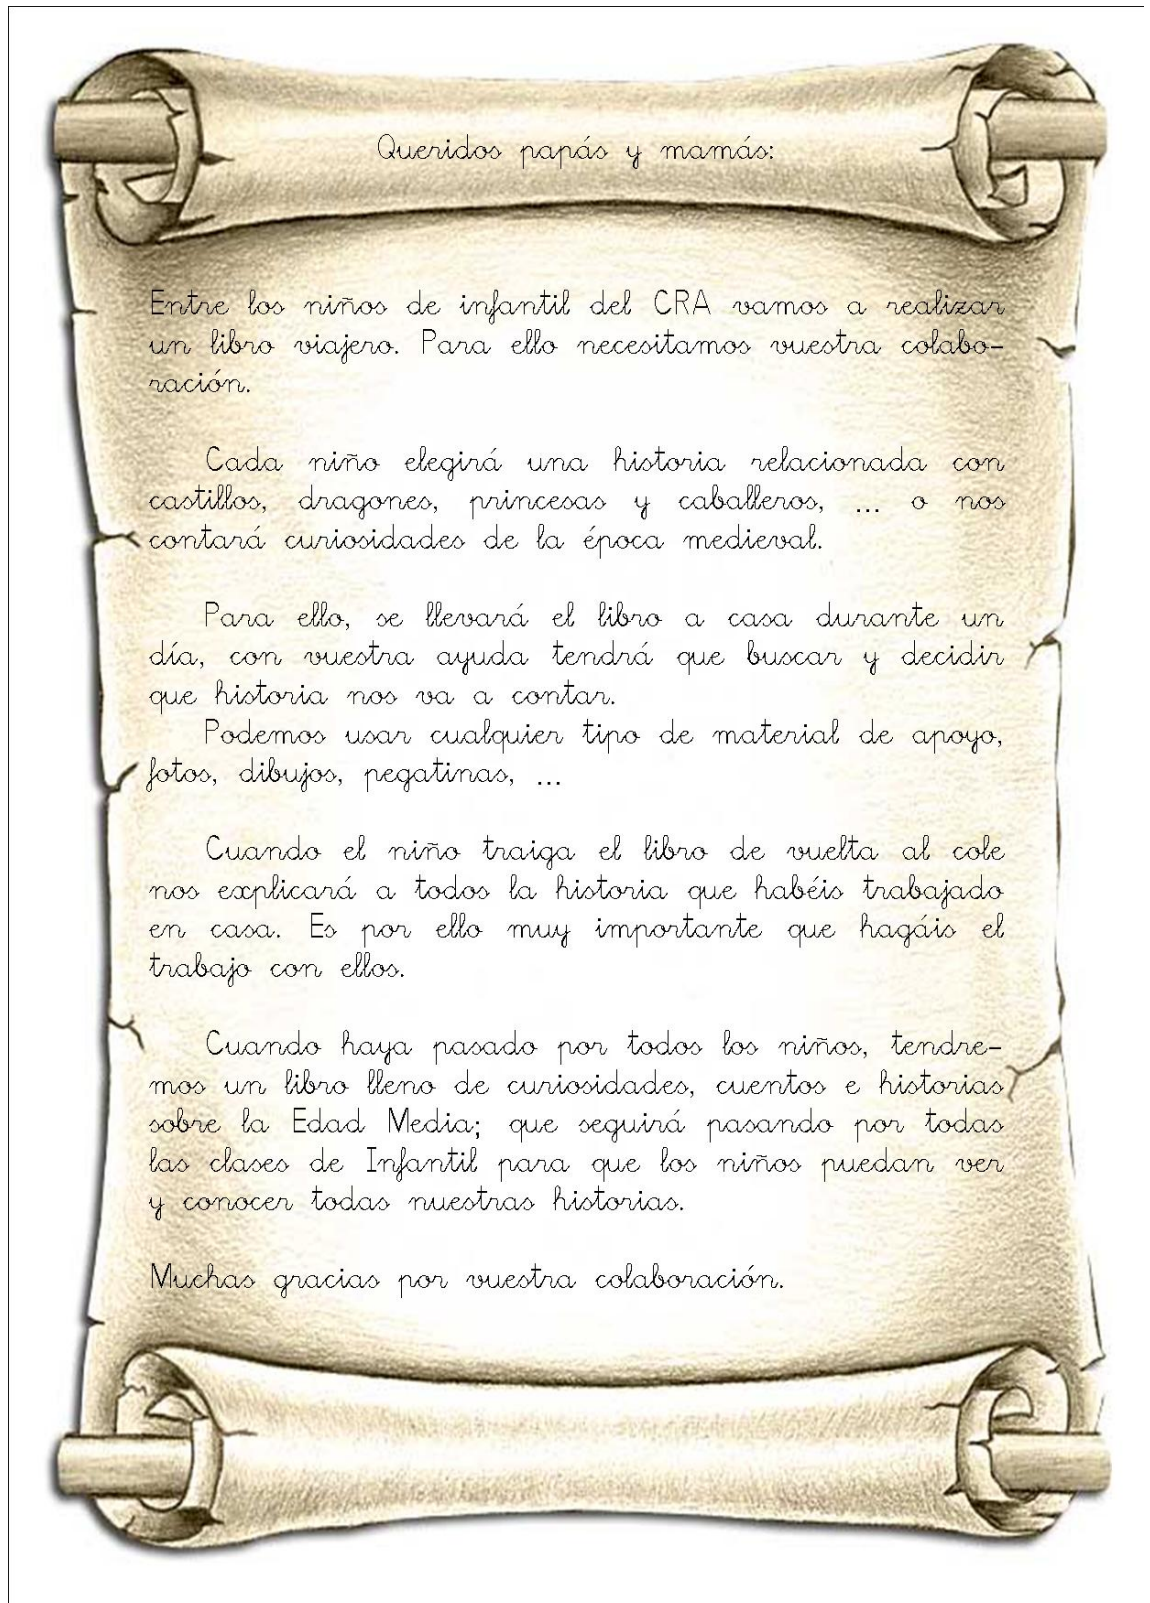 Queridos papás y mamás:
Entre los niños de infantil del CRA vamos a realizar
un libro viajero. Para ello necesitamos vuestra colabo-
ración.
Cada niño elegirá una historia relacionada con
castillos, dragones, princesas y caballeros, ... o nos
contará curiosidades de la época medieval.
Para ello, se llevará el libro a casa durante un
día, con vuestra ayuda tendrá que buscar y decidir
que historia nos va a contar.
Podemos usar cualquier tipo de material de apoyo,
fotos, dibujos, pegatinas, ...
Cuando el niño traiga el libro de vuelta al cole
nos explicará a todos la historia que habéis trabajado
en casa. Es por ello muy importante que hagáis el
trabajo con ellos.
Cuando haya pasado por todos los niños, tendre-
mos un libro lleno de curiosidades, cuentos e historias
sobre la Edad Media; que seguirá pasando por todas
las clases de Infantil para que los niños puedan ver
y conocer todas nuestras historias.
Muchas gracias por vuestra colaboración.